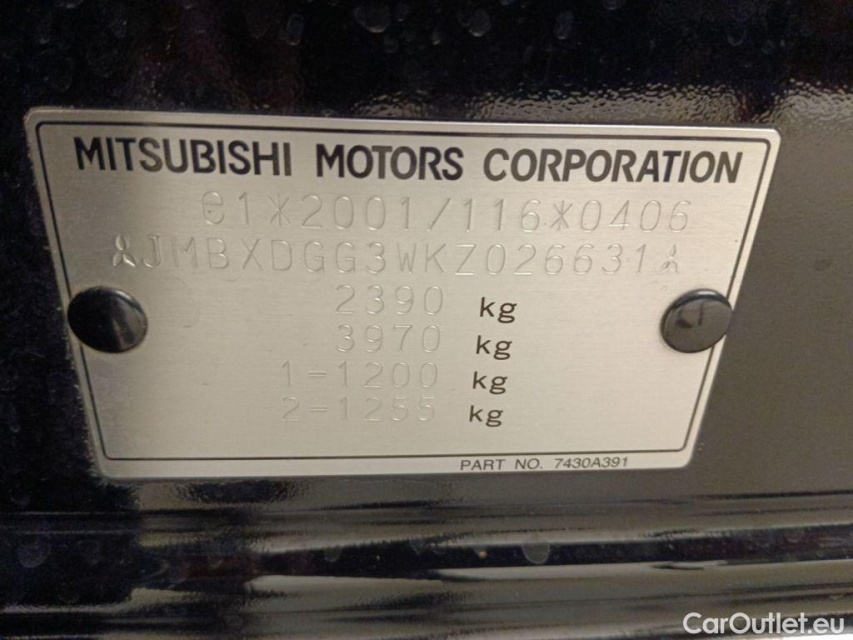 MITSUBISHI MOTORS CORPORATION
e1*2001/116*0406
JMBXDGG3WKZ026631
2390 kg
3970 kg
1-1200 kg
2-1255 kg
PART NO. 7430A391
CarOutlet.eu